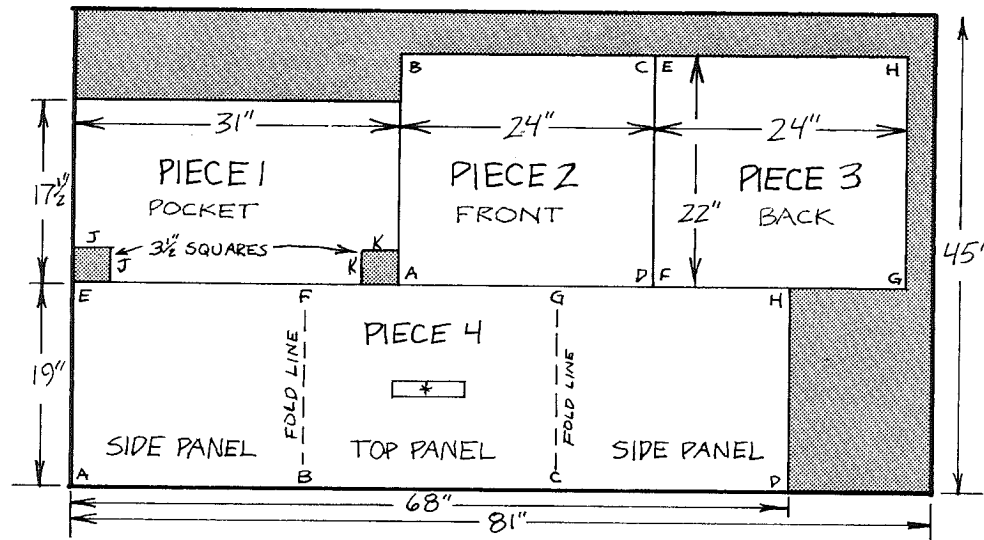 B C E H
31" 24" 24"
17½"
PIECE 1
POCKET
PIECE 2
FRONT
22"
PIECE 3
BACK
45"
J J 3½ SQUARES K K
A D F G
E F G H
19"
PIECE 4
FOLD LINE
*
FOLD LINE
SIDE PANEL TOP PANEL SIDE PANEL
A B C D
68"
81"